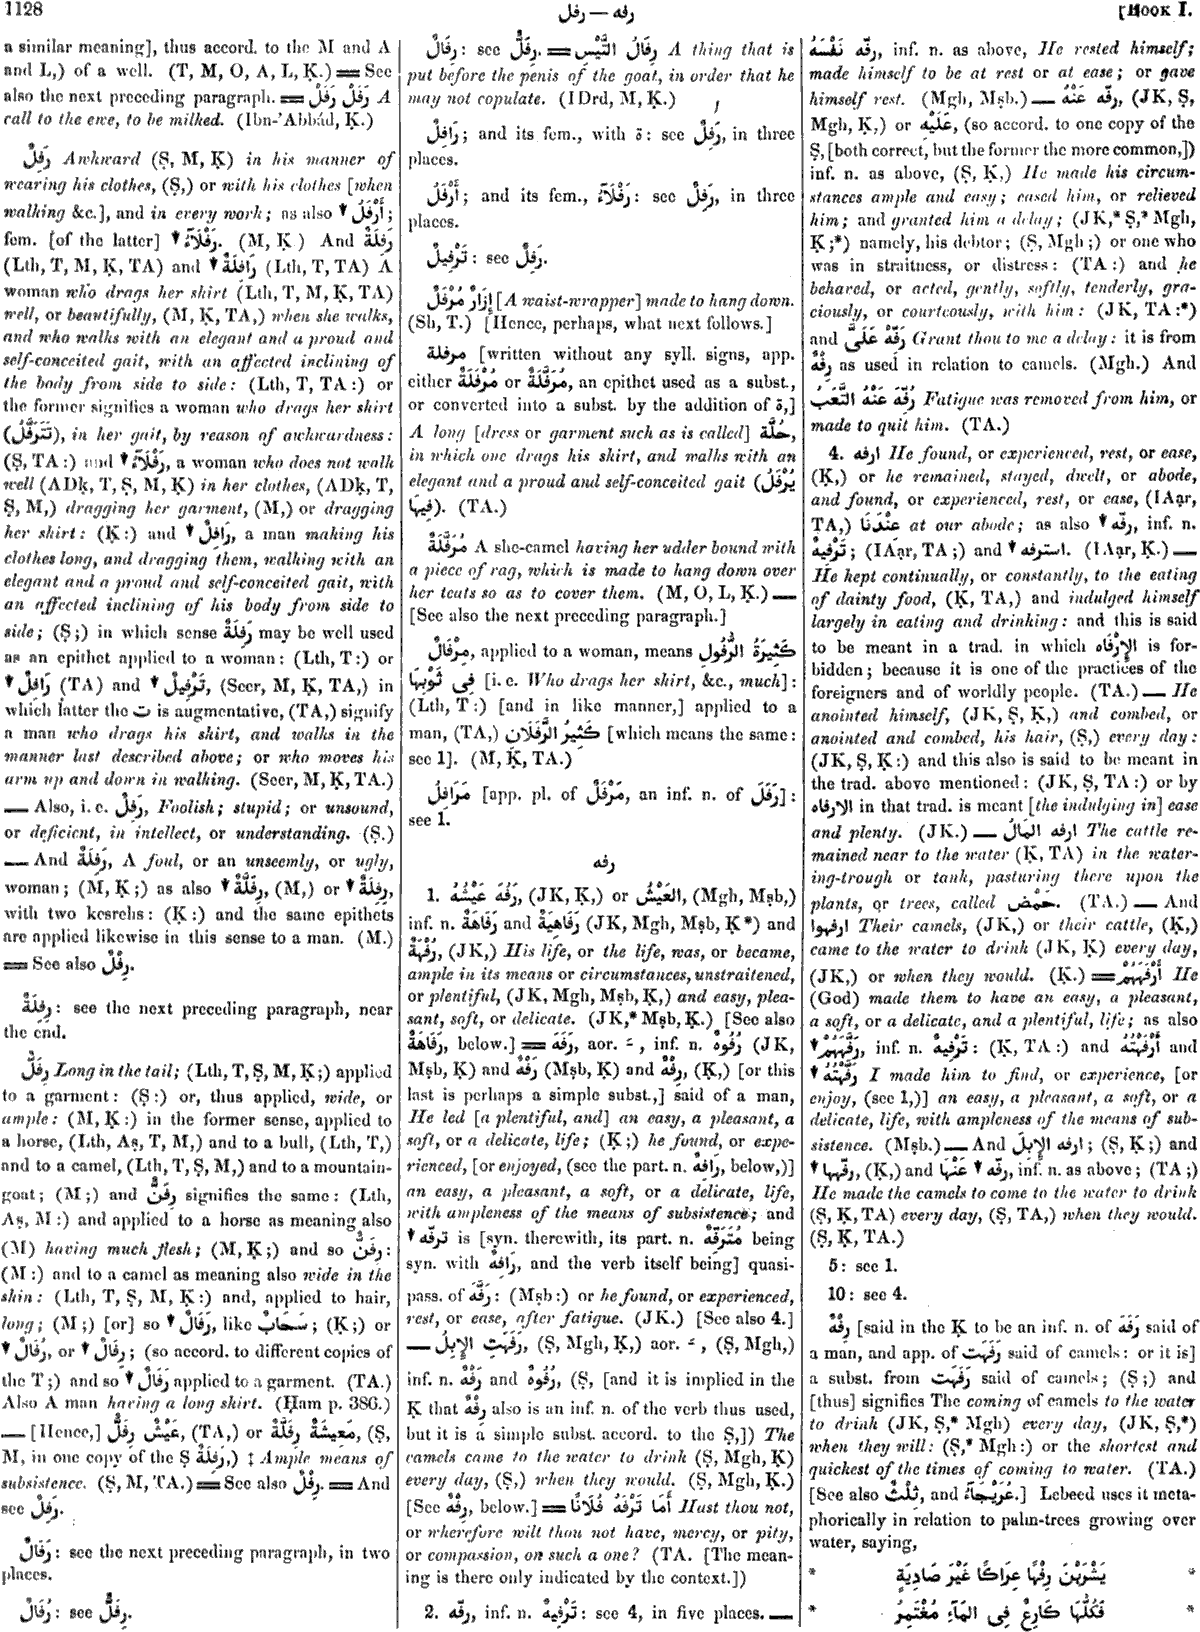 1128
رفه — رفل
[BOOK I.
a similar meaning], thus accord. to the M and A
and L,) of a well. (T, M, O, A, L, Ḳ.) ══ See
also the next preceding paragraph. ══ رَفَلْ رَفَلْ A
call to the ewe, to be milked. (Ibn-'Abbád, Ḳ.)
رَفِلٌ Awkward (Ṣ, M, Ḳ) in his manner of
wearing his clothes, (Ṣ,) or with his clothes [when
walking &c.], and in every work; as also ▼ أَرْفَلُ;
fem. [of the latter] ▼ رَفْلَآءُ. (M, Ḳ) And رَفِلَةٌ
(Lth, T, M, Ḳ, TA) and ▼ رَافِلَةٌ (Lth, T, TA) A
woman who drags her skirt (Lth, T, M, Ḳ, TA)
well, or beautifully, (M, Ḳ, TA,) when she walks,
and who walks with an elegant and a proud and
self-conceited gait, with an affected inclining of
the body from side to side: (Lth, T, TA:) or
the former signifies a woman who drags her skirt
(تَتَرَفَّلُ), in her gait, by reason of awkwardness:
(Ṣ, TA:) and ▼ رَفْلَآءُ, a woman who does not walk
well (ADḳ, T, Ṣ, M, Ḳ) in her clothes, (ADḳ, T,
Ṣ, M,) dragging her garment, (M,) or dragging
her skirt: (Ḳ:) and ▼ رَافِلٌ, a man making his
clothes long, and dragging them, walking with an
elegant and a proud and self-conceited gait, with
an affected inclining of his body from side to
side; (Ṣ;) in which sense رَفِلَةٌ may be well used
as an epithet applied to a woman: (Lth, T:) or
▼ رَافِلٌ (TA) and ▼ تَرْفِيلٌ, (Seer, M, Ḳ, TA,) in
which latter the ت is augmentative, (TA,) signify
a man who drags his skirt, and walks in the
manner last described above; or who moves his
arm up and down in walking. (Seer, M, Ḳ, TA.)
— Also, i. e. رَفِلٌ, Foolish; stupid; or unsound,
or deficient, in intellect, or understanding. (Ṣ.)
— And رَفِلَةٌ, A foul, or an unseemly, or ugly,
woman; (M, Ḳ;) as also ▼ رِفَلَّةٌ, (M,) or ▼ رِفِلَةٌ,
with two kesrehs: (Ḳ:) and the same epithets
are applied likewise in this sense to a man. (M.)
══ See also رِفْلٌ.
رِفِلَةٌ: see the next preceding paragraph, near
the end.
رِفَلٌّ Long in the tail; (Lth, T, Ṣ, M, Ḳ;) applied
to a garment: (Ṣ:) or, thus applied, wide, or
ample: (M, Ḳ:) in the former sense, applied to
a horse, (Lth, Aṣ, T, M,) and to a bull, (Lth, T,)
and to a camel, (Lth, T, Ṣ, M,) and to a mountain-
goat; (M;) and رِفَنٌّ signifies the same: (Lth,
Aṣ, M:) and applied to a horse as meaning also
(M) having much flesh; (M, Ḳ;) and so رِفَنٌّ:
(M:) and to a camel as meaning also wide in the
skin: (Lth, T, Ṣ, M, Ḳ:) and, applied to hair,
long; (M;) [or] so ▼ رَفَالٌ, like سَحَابٌ; (Ḳ;) or
▼ رُفَالٌ, or ▼ رِفَالٌ; (so accord. to different copies of
the T;) and so ▼ رَفَالٌ applied to a garment. (TA.)
Also A man having a long skirt. (Ḥam p. 386.)
— [Hence,] عَيْشٌ رِفَلٌّ, (TA,) or مَعِيشَةٌ رِفَلَّةٌ, (Ṣ,
M, in one copy of the Ṣ رَفِلَةٌ,) ‡ Ample means of
subsistence. (Ṣ, M, TA.) ══ See also رِفْلٌ. ══ And
see رَفِلٌ.
رَفَالٌ: see the next preceding paragraph, in two
places.
رُفَالٌ: see رِفَلٌّ.
رِفَالٌ: see رِفَلٌّ. ══ رِفَالُ التَّيْسِ A thing that is
put before the penis of the goat, in order that he
may not copulate. (IDrd, M, Ḳ.)
رَافِلٌ; and its fem., with ة: see رَفِلٌ, in three
places.
أَرْفَلُ; and its fem., رَفْلَآءُ: see رَفِلٌ, in three
places.
تَرْفِيلٌ: see رَفِلٌ.
إِزَارٌ مُرْفَلٌ [A waist-wrapper] made to hang down.
(Sh, T.) [Hence, perhaps, what next follows.]
مرفلة [written without any syll. signs, app.
either مُرْفَلَةٌ or مُرَفَّلَةٌ, an epithet used as a subst.,
or converted into a subst. by the addition of ة,]
A long [dress or garment such as is called] حُلَّة,
in which one drags his skirt, and walks with an
elegant and a proud and self-conceited gait (يُرْفَلُ
فِيهَا). (TA.)
مُرَفَّلَةٌ A she-camel having her udder bound with
a piece of rag, which is made to hang down over
her teats so as to cover them. (M, O, L, Ḳ.) —
[See also the next preceding paragraph.]
مِرْفَالٌ, applied to a woman, means كَثِيرَةُ الرُّفُولِ
فِى ثَوْبِهَا [i. e. Who drags her skirt, &c., much]:
(Lth, T:) [and in like manner,] applied to a
man, (TA,) كَثِيرُ الرَّفَلَانِ [which means the same:
see 1]. (M, Ḳ, TA.)
مَرَافِلُ [app. pl. of مَرْفَلٌ, an inf. n. of رَفَلَ]:
see 1.
رفه
1. رَفُهَ عَيْشُهُ, (JK, Ḳ,) or العَيْشُ, (Mgh, Mṣb,)
inf. n. رَفَاهَةٌ and رَفَاهِيَةٌ (JK, Mgh, Mṣb, Ḳ*) and
رُفَهْنِيَةٌ, (JK,) His life, or the life, was, or became,
ample in its means or circumstances, unstraitened,
or plentiful, (JK, Mgh, Mṣb, Ḳ,) and easy, plea-
sant, soft, or delicate. (JK,* Mṣb, Ḳ.) [See also
رَفَاهَةٌ, below.] ══ رَفَهَ, aor. ـَ, inf. n. رُفُوهٌ (JK,
Mṣb, Ḳ) and رَفْهٌ (Mṣb, Ḳ) and رِفْهٌ, (Ḳ,) [or this
last is perhaps a simple subst.,] said of a man,
He led [a plentiful, and] an easy, a pleasant, a
soft, or a delicate, life; (Ḳ;) he found, or expe-
rienced, [or enjoyed, (see the part. n. رَافِهٌ, below,)]
an easy, a pleasant, a soft, or a delicate, life,
with ampleness of the means of subsistence; and
▼ ترفّه is [syn. therewith, its part. n. مُتَرَفِّهٌ being
syn. with رَافِهٌ, and the verb itself being] quasi-
pass. of رَفَّهَ: (Mṣb:) or he found, or experienced,
rest, or ease, after fatigue. (JK.) [See also 4.]
— رَفَهَتِ الإِبِلُ, (Ṣ, Mgh, Ḳ,) aor. ـَ, (Ṣ, Mgh,)
inf. n. رَفْهٌ and رُفُوهٌ, (Ṣ, [and it is implied in the
Ḳ that رِفْهٌ also is an inf. n. of the verb thus used,
but it is a simple subst. accord. to the Ṣ,]) The
camels came to the water to drink (Ṣ, Mgh, Ḳ)
every day, (Ṣ,) when they would. (Ṣ, Mgh, Ḳ.)
[See رِفْهٌ, below.] ══ أَمَا تَرْفَهُ فُلَانًا Hast thou not,
or wherefore wilt thou not have, mercy, or pity,
or compassion, on such a one? (TA. [The mean-
ing is there only indicated by the context.])
2. رفّه, inf. n. تَرْفِيهٌ: see 4, in five places. —
رفّه نَفْسَهُ, inf. n. as above, He rested himself;
made himself to be at rest or at ease; or gave
himself rest. (Mgh, Mṣb.) — رفّه عَنْهُ, (JK, Ṣ,
Mgh, Ḳ,) or عَلَيْهِ, (so accord. to one copy of the
Ṣ, [both correct, but the former the more common,])
inf. n. as above, (Ṣ, Ḳ,) He made his circum-
stances ample and easy; eased him, or relieved
him; and granted him a delay; (JK,* Ṣ,* Mgh,
Ḳ;*) namely, his debtor; (Ṣ, Mgh;) or one who
was in straitness, or distress: (TA:) and he
behaved, or acted, gently, softly, tenderly, gra-
ciously, or courteously, with him: (JK, TA:*)
and رَفِّهْ عَلَىَّ Grant thou to me a delay: it is from
رِفْهٌ as used in relation to camels. (Mgh.) And
رُفِّهَ عَنْهُ التَّعَبُ Fatigue was removed from him, or
made to quit him. (TA.)
4. ارفه He found, or experienced, rest, or ease,
(Ḳ,) or he remained, stayed, dwelt, or abode,
and found, or experienced, rest, or ease, (IAạr,
TA,) عِنْدَنَا at our abode; as also ▼ رفّه, inf. n.
تَرْفِيهٌ; (IAạr, TA;) and ▼ استرفه. (IAạr, Ḳ.) —
He kept continually, or constantly, to the eating
of dainty food, (Ḳ, TA,) and indulged himself
largely in eating and drinking: and this is said
to be meant in a trad. in which الإِرْفَاه is for-
bidden; because it is one of the practices of the
foreigners and of worldly people. (TA.) — He
anointed himself, (JK, Ṣ, Ḳ,) and combed, or
anointed and combed, his hair, (Ṣ,) every day:
(JK, Ṣ, Ḳ:) and this also is said to be meant in
the trad. above mentioned: (JK, Ṣ, TA:) or by
الارفاه in that trad. is meant [the indulging in] ease
and plenty. (JK.) — ارفه المَالُ The cattle re-
mained near to the water (Ḳ, TA) in the water-
ing-trough or tank, pasturing there upon the
plants, or trees, called حَمْض. (TA.) — And
ارفهوا Their camels, (JK,) or their cattle, (Ḳ,)
came to the water to drink (JK, Ḳ) every day,
(JK,) or when they would. (Ḳ.) ══ أَرْفَهَهُمْ He
(God) made them to have an easy, a pleasant,
a soft, or a delicate, and a plentiful, life; as also
▼ رَفَّهَهُمْ, inf. n. تَرْفِيهٌ: (Ḳ, TA:) and أَرْفَهْتُهُ and
▼ رَفَّهْتُهُ I made him to find, or experience, [or
enjoy, (see 1,)] an easy, a pleasant, a soft, or a
delicate, life, with ampleness of the means of sub-
sistence. (Mṣb.) — And ارفه الإِبِلَ; (Ṣ, Ḳ;) and
▼ رفّهها, (Ḳ,) and ▼ رفّه عَنْهَا, inf. n. as above; (TA;)
He made the camels to come to the water to drink
(Ṣ, Ḳ, TA) every day, (Ṣ, TA,) when they would.
(Ṣ, Ḳ, TA.)
5: see 1.
10: see 4.
رِفْهٌ [said in the Ḳ to be an inf. n. of رَفَهَ said of
a man, and app. of رَفَهَت said of camels: or it is]
a subst. from رَفَهَت said of camels; (Ṣ;) and
[thus] signifies The coming of camels to the water
to drink (JK, Ṣ,* Mgh) every day, (JK, Ṣ,*)
when they will: (Ṣ,* Mgh:) or the shortest and
quickest of the times of coming to water. (TA.)
[See also ثِلْثٌ, and عُرَيْجَآءُ.] Lebeed uses it meta-
phorically in relation to palm-trees growing over
water, saying,
* يَشْرَبْنَ رِفْهًا عِرَاكًا غَيْرَ صَادِيَةٍ *
* فَكُلُّهَا كَارِعٌ فِى المَآءِ مُغْتَمِرُ *